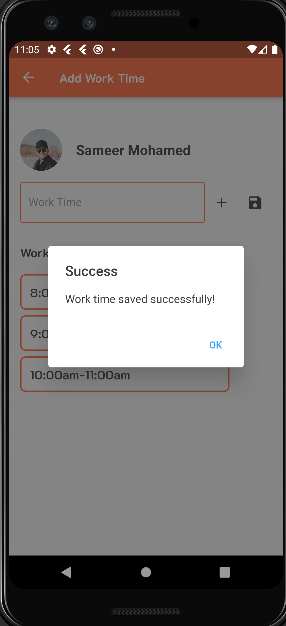 11:05
Add Work Time
Sameer Mohamed
Work Time
Work
Success
8:0
Work time saved successfully!
9:0
OK
10:00am-11:00am